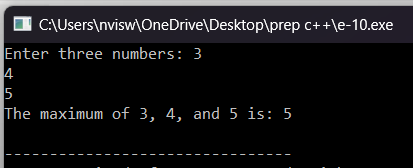 C:\Users\nvisw\OneDrive\Desktop\prep c++\e-10.exe
Enter three numbers: 3
4
5
The maximum of 3, 4, and 5 is: 5
--------------------------------